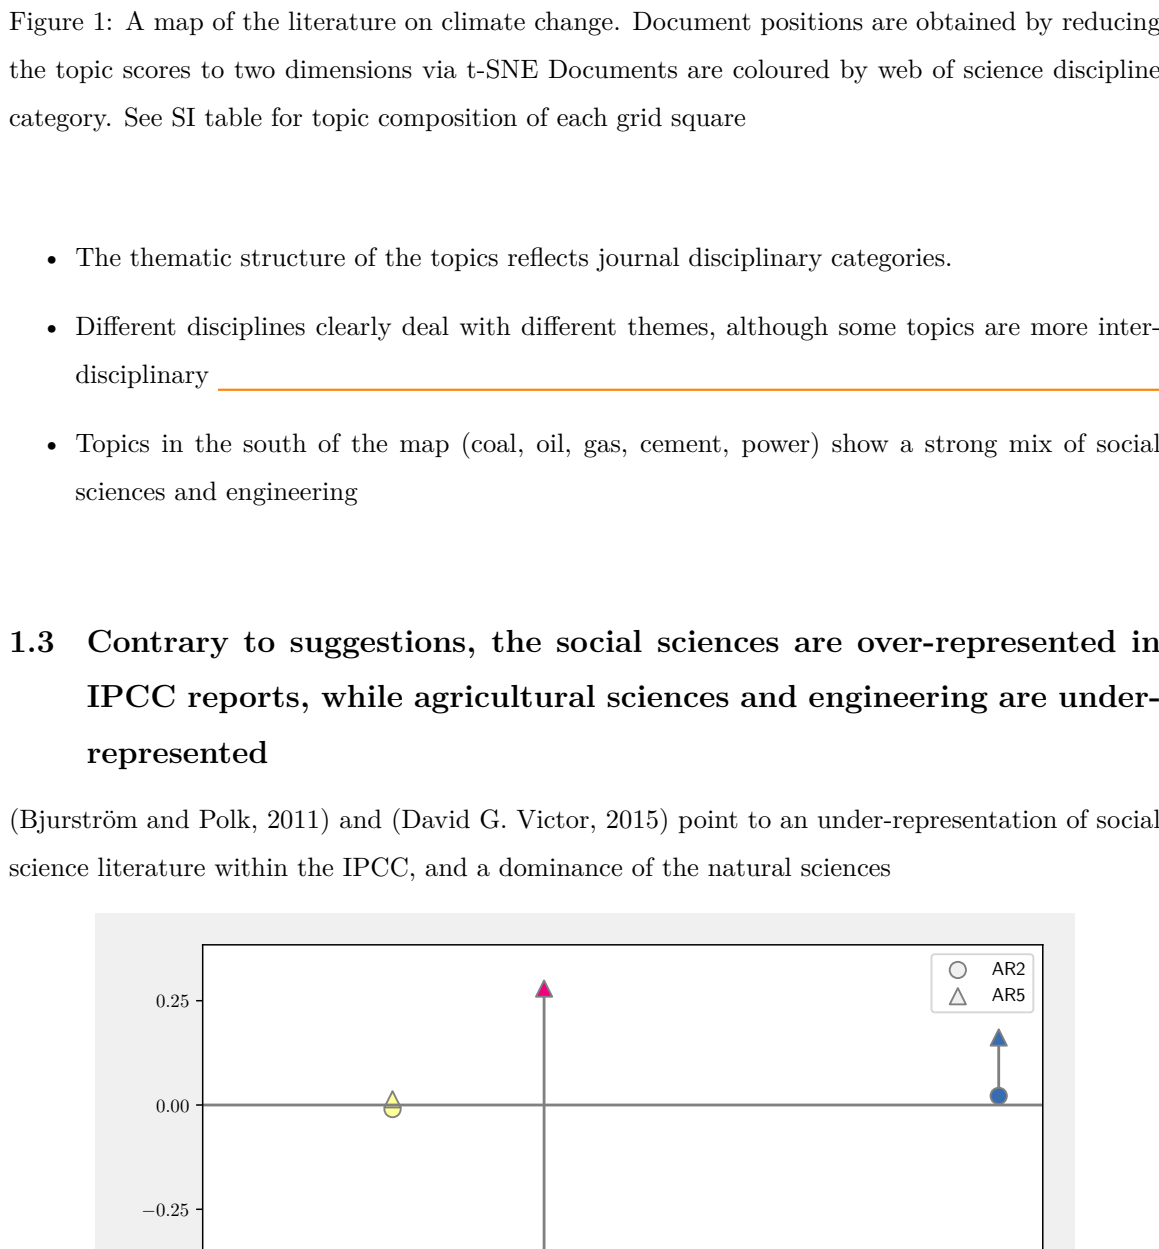 Figure 1: A map of the literature on climate change. Document positions are obtained by reducing
the topic scores to two dimensions via t-SNE Documents are coloured by web of science discipline
category. See SI table for topic composition of each grid square
• The thematic structure of the topics reflects journal disciplinary categories.
• Different disciplines clearly deal with different themes, although some topics are more inter-
disciplinary
• Topics in the south of the map (coal, oil, gas, cement, power) show a strong mix of social
sciences and engineering
1.3 Contrary to suggestions, the social sciences are over-represented in
IPCC reports, while agricultural sciences and engineering are under-
represented
(Bjurström and Polk, 2011) and (David G. Victor, 2015) point to an under-representation of social
science literature within the IPCC, and a dominance of the natural sciences
AR2
AR5
0.25
0.00
−0.25